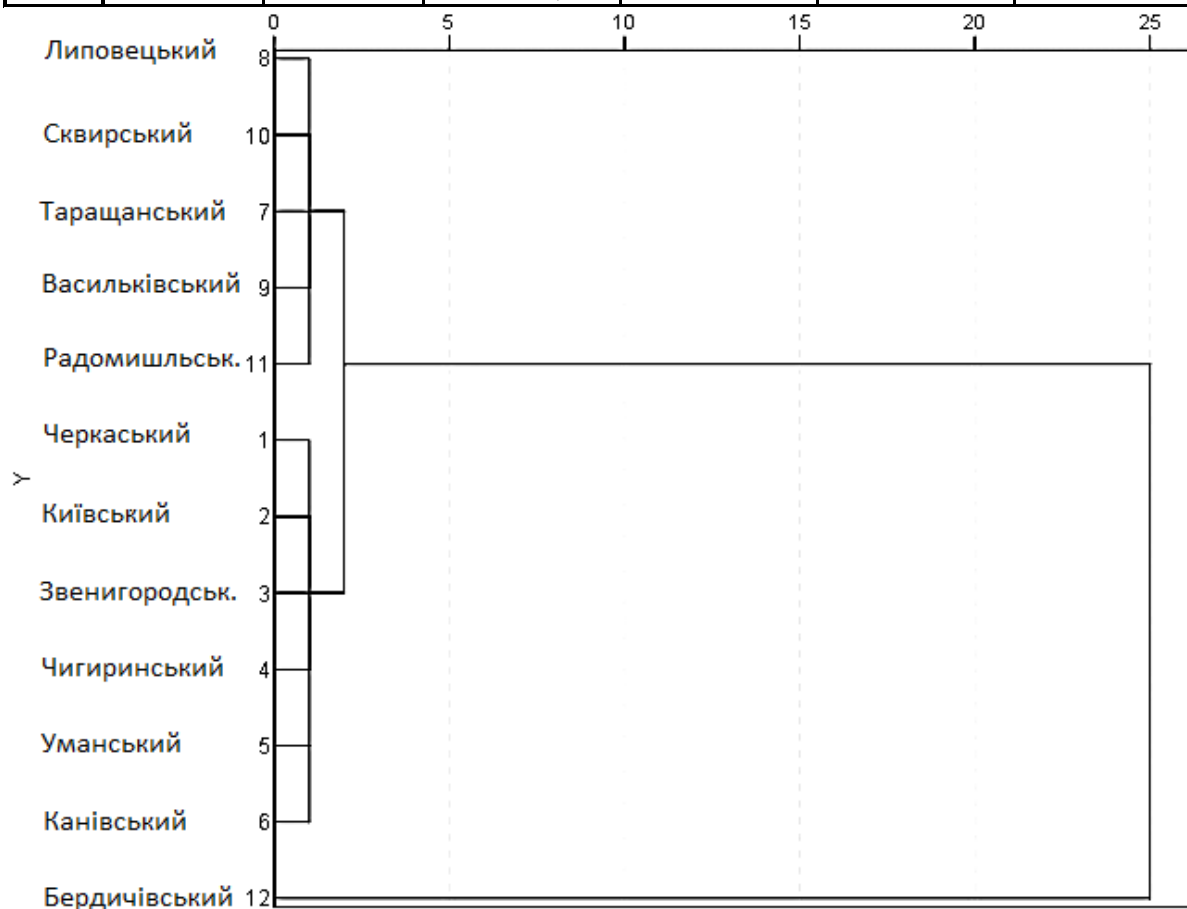 0 5 10 15 20 25
Липовецький 8
Сквирський 10
Таращанський 7
Васильківський 9
Радомишльськ. 11
Черкаський 1
Y
Київський 2
Звенигородськ. 3
Чигиринський 4
Уманський 5
Канівський 6
Бердичівський 12